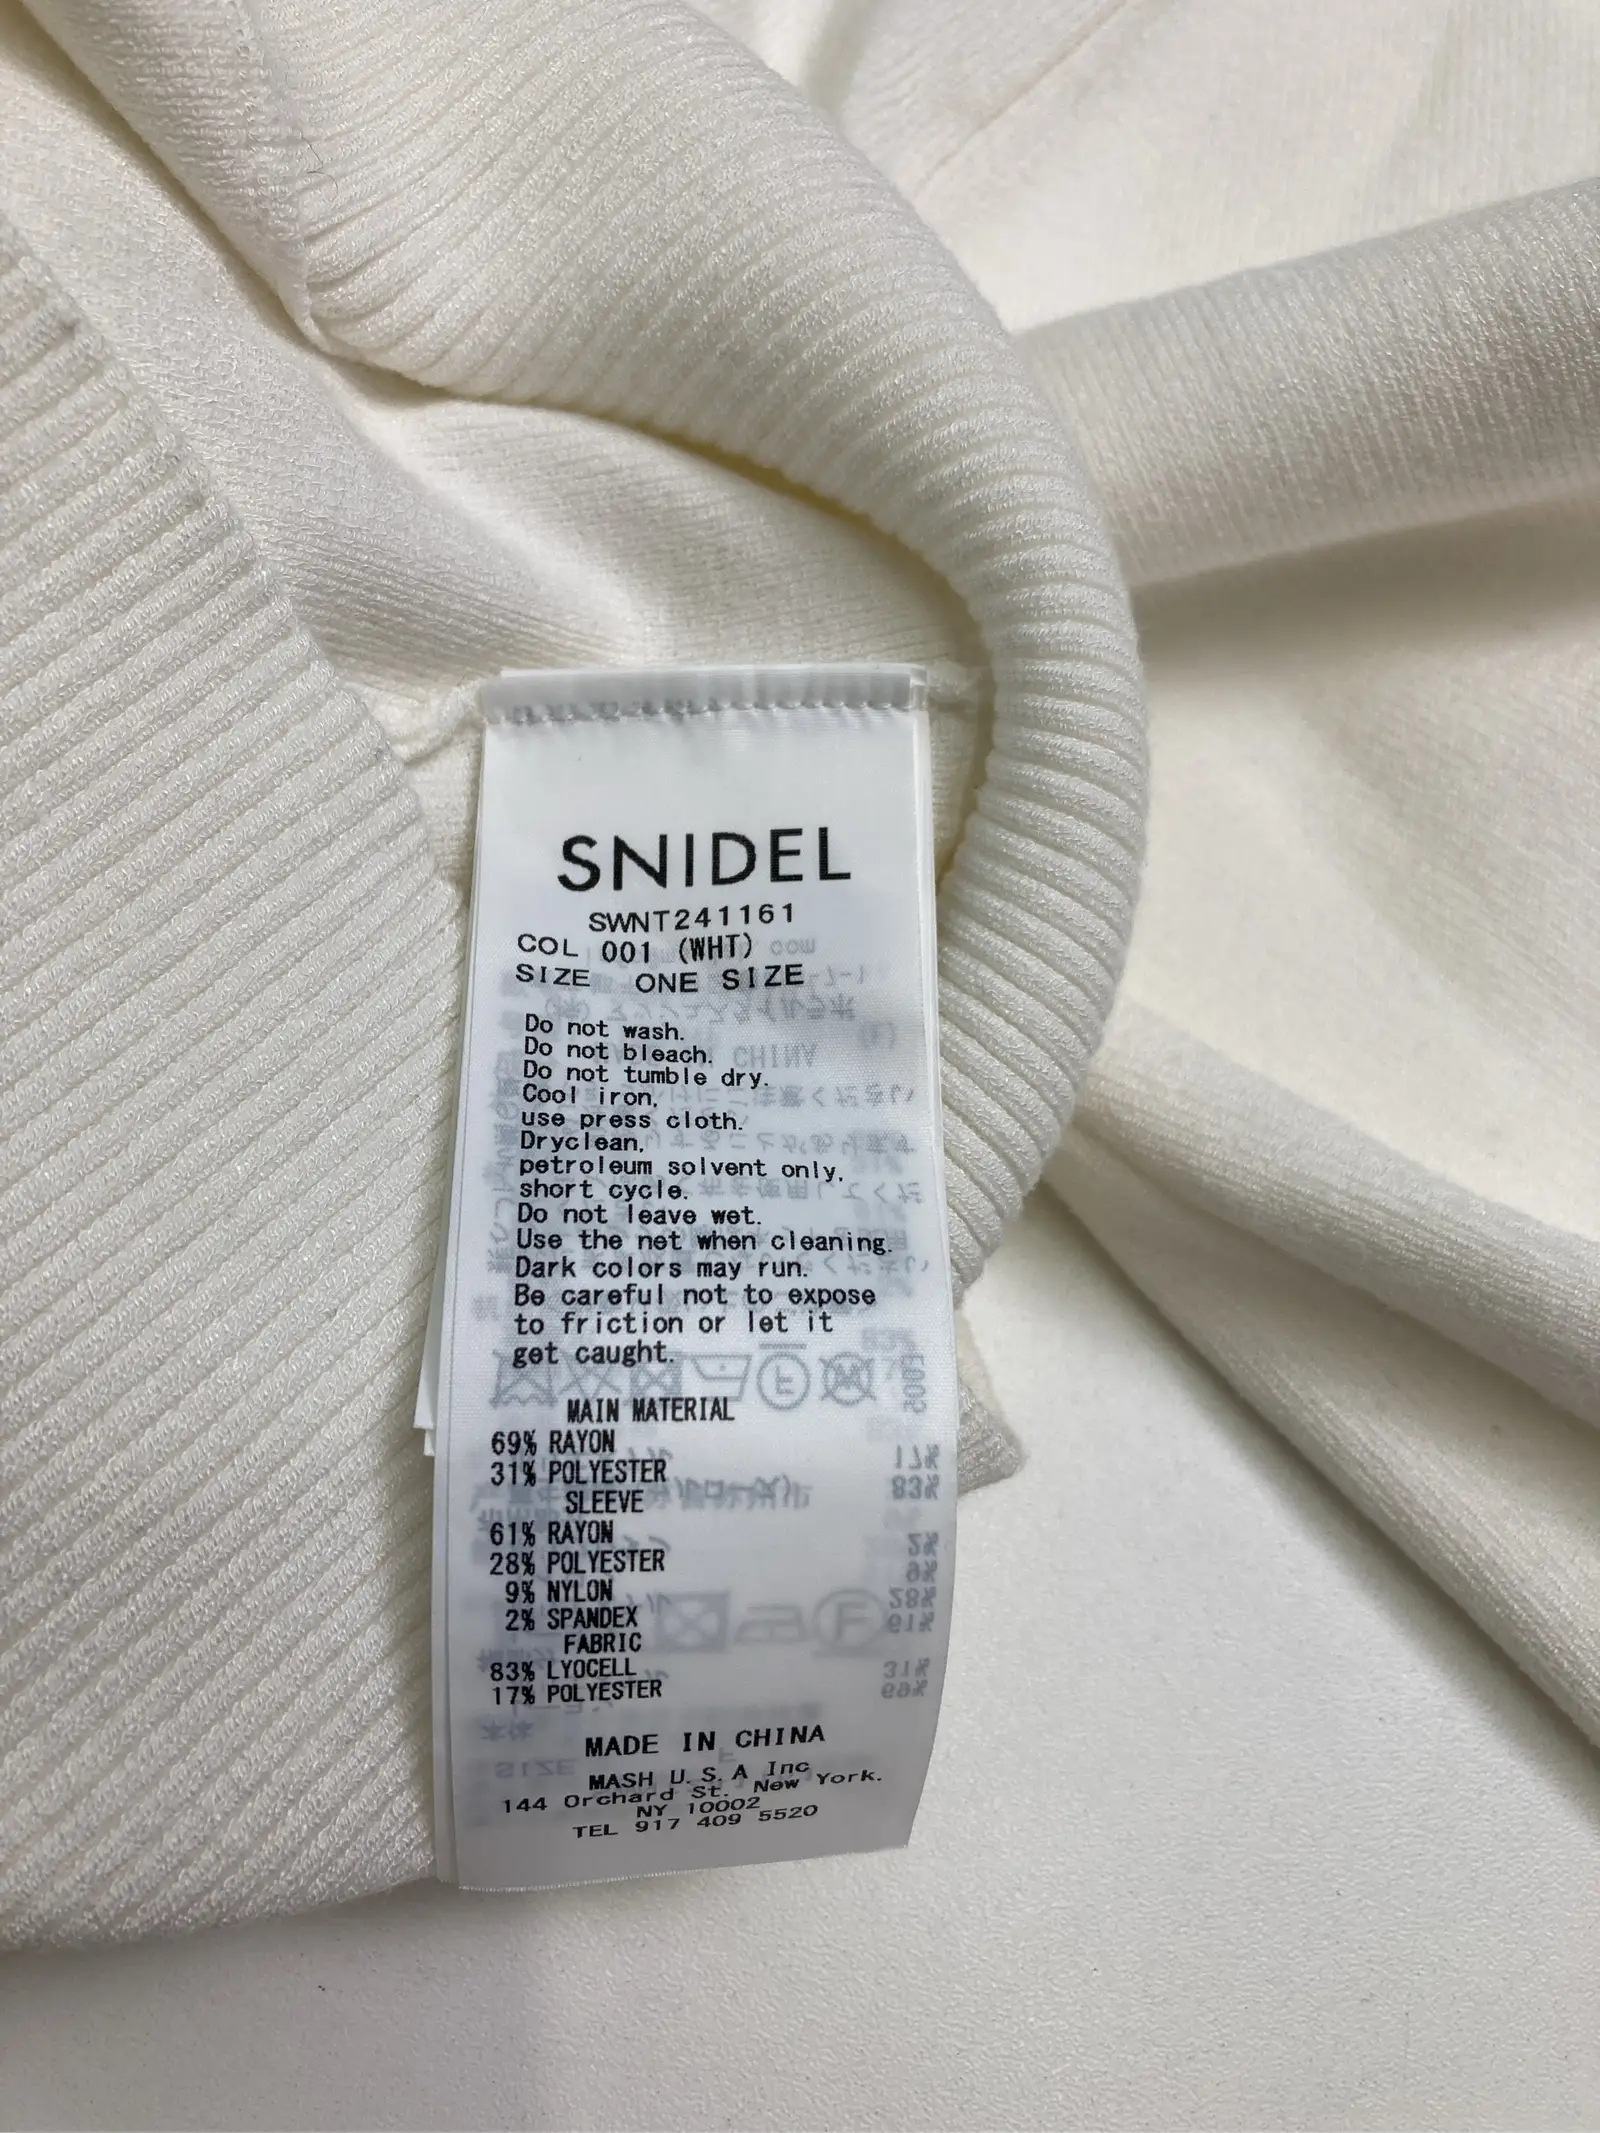 SNIDEL
SWNT241161
COL 001 (WHT)
SIZE ONE SIZE
Do not wash.
Do not bleach.
Do not tumble dry.
Cool iron,
use press cloth.
Dryclean,
petroleum solvent only,
short cycle.
Do not leave wet.
Use the net when cleaning.
Dark colors may run.
Be careful not to expose
to friction or let it
get caught.
MAIN MATERIAL
69% RAYON
31% POLYESTER
SLEEVE
61% RAYON
28% POLYESTER
9% NYLON
2% SPANDEX
FABRIC
83% LYOCELL
17% POLYESTER
MADE IN CHINA
MASH U.S.A Inc
144 Orchard St. New York.
NY 10002
TEL 917 409 5520